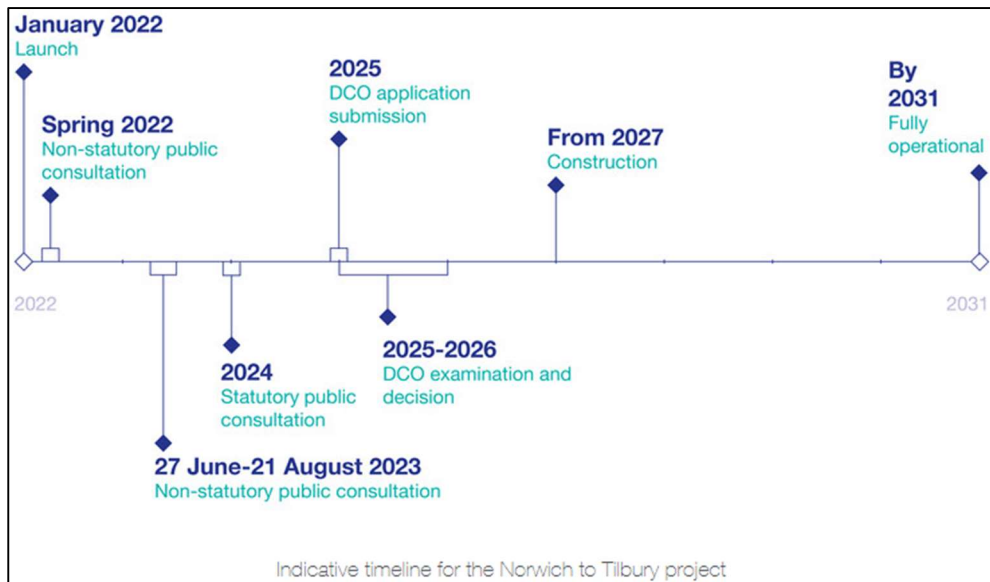 January 2022
Launch
Spring 2022
Non-statutory public
consultation
2025
DCO application
submission
From 2027
Construction
By
2031
Fully
operational
2022
2031
2024
Statutory public
consultation
2025-2026
DCO examination and
decision
27 June-21 August 2023
Non-statutory public consultation
Indicative timeline for the Norwich to Tilbury project